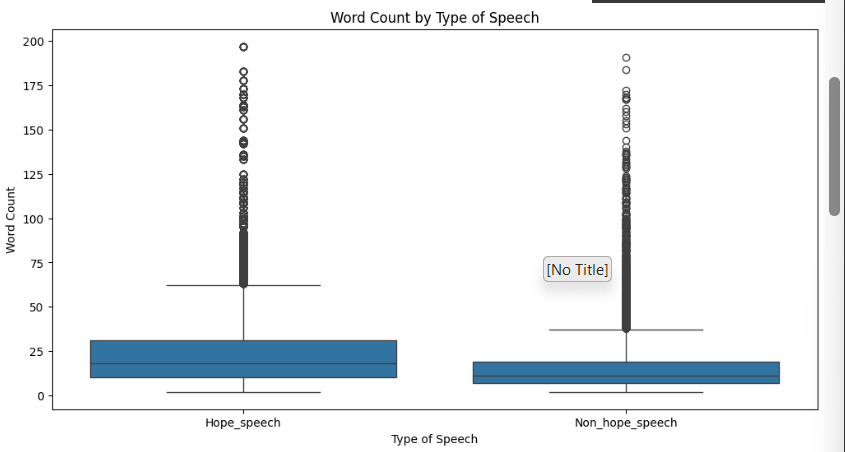 Word Count by Type of Speech
200
175
150
125
100
75
50
25
0
Word Count
[No Title]
Hope_speech
Non_hope_speech
Type of Speech